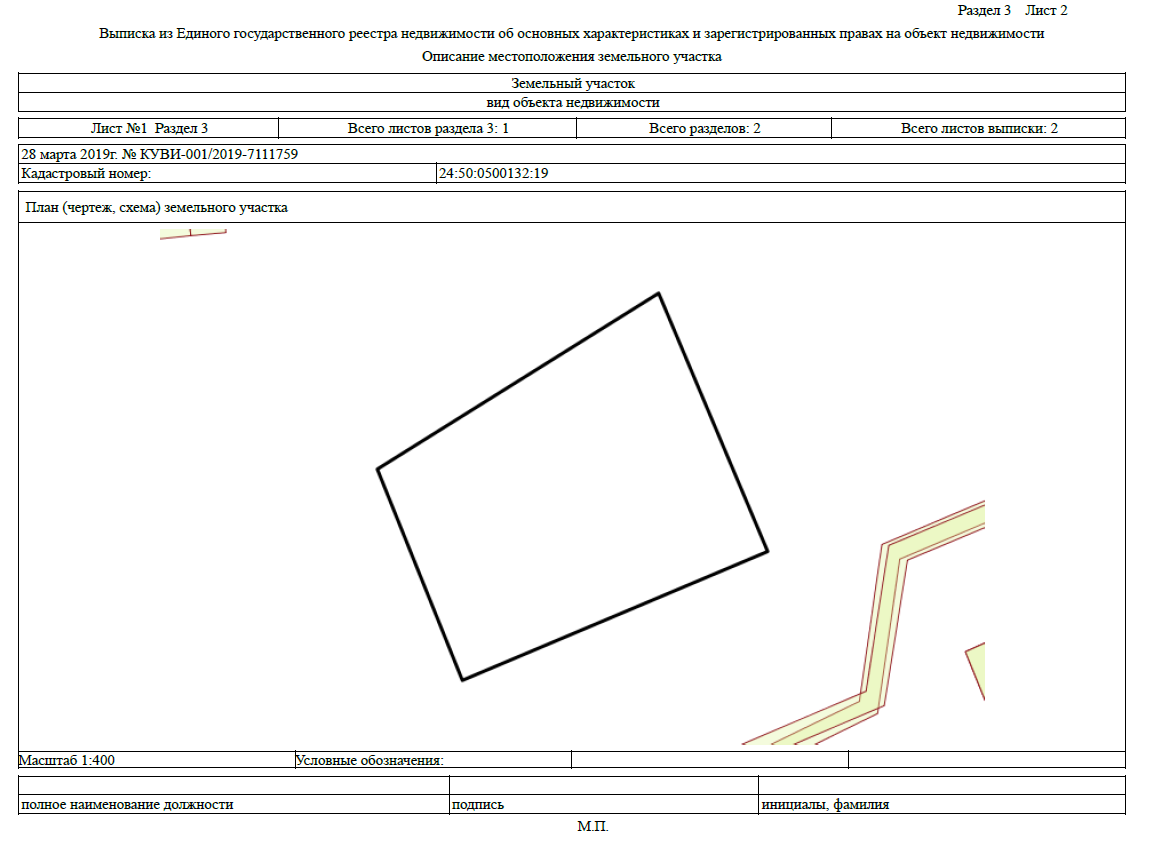 Раздел 3 Лист 2
Выписка из Единого государственного реестра недвижимости об основных характеристиках и зарегистрированных правах на объект недвижимости
Описание местоположения земельного участка
Земельный участок
вид объекта недвижимости
Лист №1 Раздел 3 Всего листов раздела 3: 1 Всего разделов: 2 Всего листов выписки: 2
28 марта 2019г. № КУВИ-001/2019-7111759
Кадастровый номер: 24:50:0500132:19
План (чертеж, схема) земельного участка
Масштаб 1:400 Условные обозначения:
полное наименование должности подпись инициалы, фамилия
М.П.